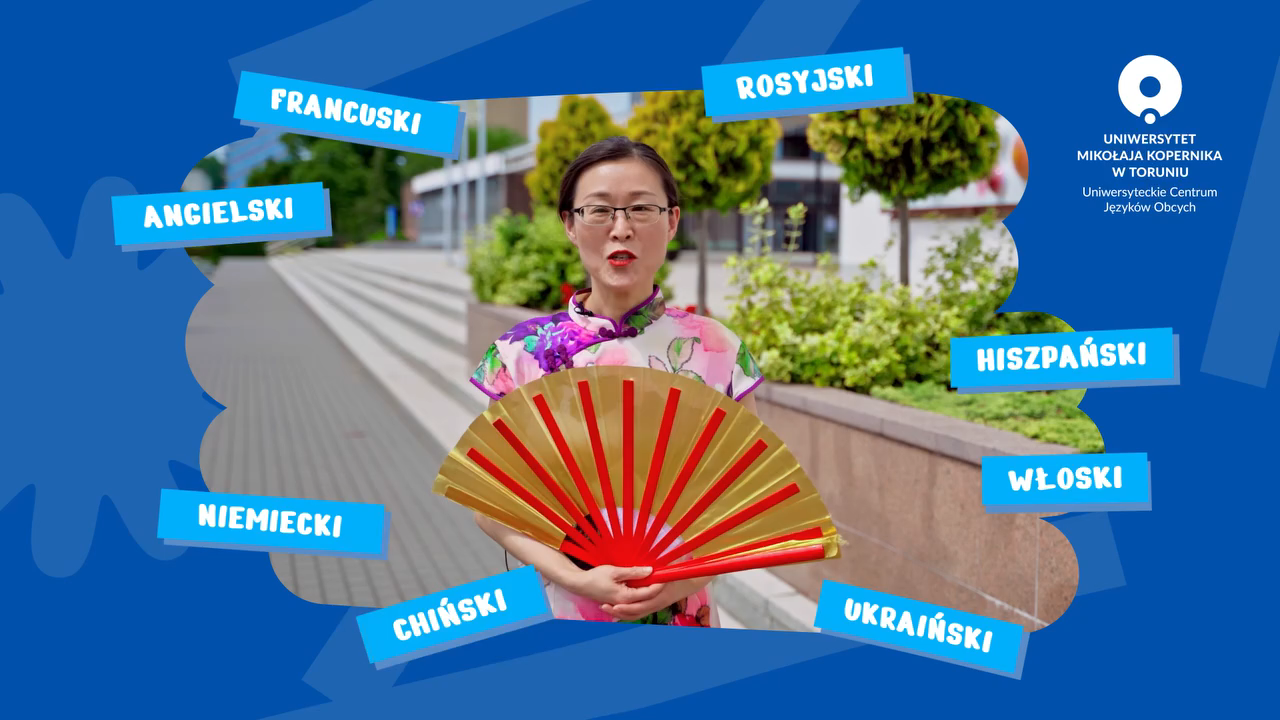 FRANCUSKI
ROSYJSKI
UNIWERSYTET
MIKOŁAJA KOPERNIKA
W TORUNIU
Uniwersyteckie Centrum
Języków Obcych
ANGIELSKI
HISZPAŃSKI
WŁOSKI
NIEMIECKI
CHIŃSKI
UKRAIŃSKI